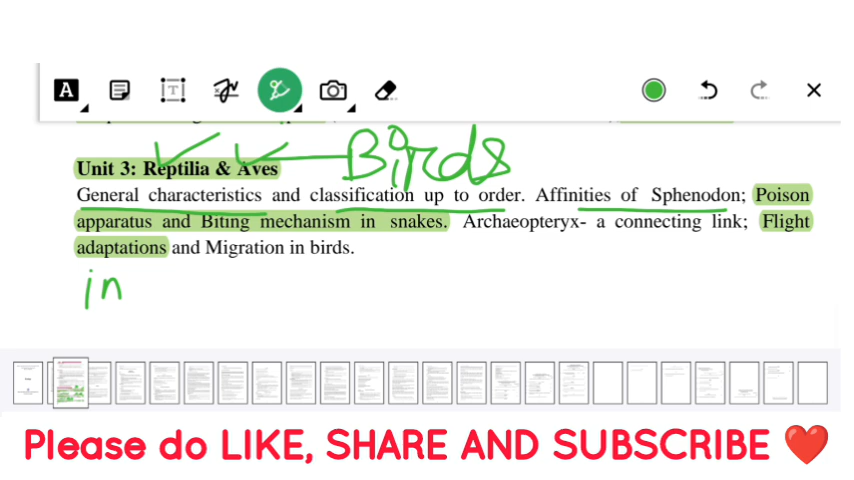 A T
Birds
Unit 3: Reptilia & Aves
General characteristics and classification up to order. Affinities of Sphenodon; Poison
apparatus and Biting mechanism in snakes. Archaeopteryx- a connecting link; Flight
adaptations and Migration in birds.
in
Please do LIKE, SHARE AND SUBSCRIBE ❤️